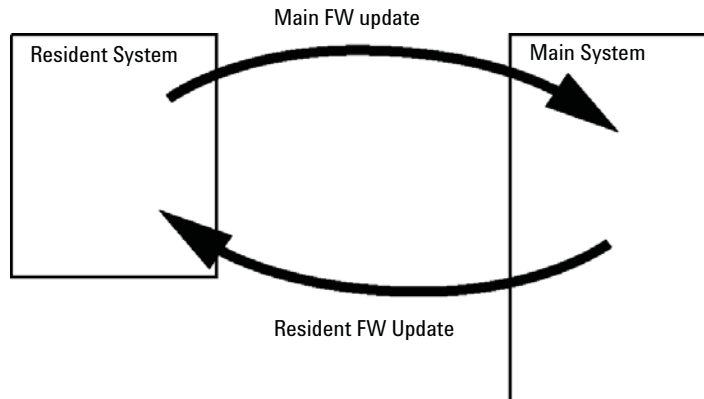 Main FW update
Resident System
Main System
Resident FW Update